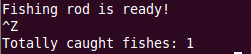 Fishing rod is ready!
^Z
Totally caught fishes: 1